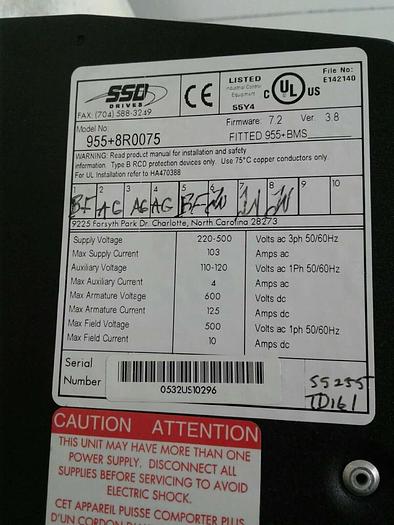 SSD
DRIVES
FAX: (704) 588-3249
CE
LISTED
Industrial Control
Equipment
55Y4
C UL US
File No:
E142140
Model No:
955+8R0075
Firmware: 7.2 Ver 3.8
FITTED 955+BMS
WARNING: Read product manual for installation and safety
information. Type B RCD protection devices only. Use 75°C copper conductors only.
For UL Installation refer to HA470388
1 2 3 4 5 6 7 8 9 10
9225 Forsyth Park Dr. Charlotte, North Carolina 28273
Supply Voltage 220-500 Volts ac 3ph 50/60Hz
Max Supply Current 103 Amps ac
Auxiliary Voltage 110-120 Volts ac 1Ph 50/60Hz
Max Auxiliary Current 4 Amps ac
Max Armature Voltage 600 Volts dc
Max Armature Current 125 Amps dc
Max Field Voltage 500 Volts ac 1ph 50/60Hz
Max Field Current 10 Amps dc
Serial
Number
0532US10296
SS255
TD161
CAUTION ATTENTION
THIS UNIT MAY HAVE MORE THAN ONE
POWER SUPPLY. DISCONNECT ALL
SUPPLIES BEFORE SERVICING TO AVOID
ELECTRIC SHOCK.
CET APPAREIL PUISSE COMPORTER PLUS
D'UN CORDON